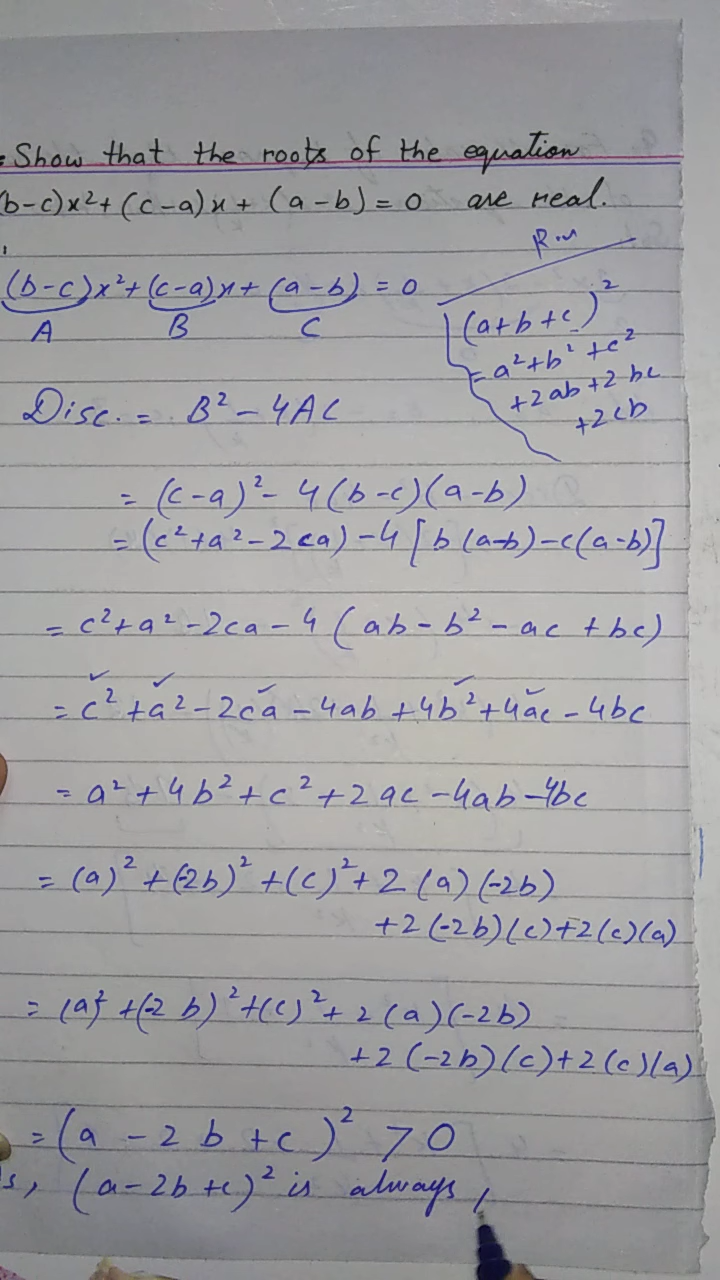 Show that the roots of the equation
(b-c)x²+(c-a)x+(a-b)=0 are real.
(b-c)x²+(c-a)x+(a-b)=0
A B C
R.w
(a+b+c)²
=a²+b²+c²
+2ab+2bc
+2cb
Disc. = B²-4AC
= (c-a)²-4(b-c)(a-b)
= (c²+a²-2ca)-4[b(a-b)-c(a-b)]
= c²+a²-2ca-4(ab-b²-ac+bc)
= c²+a²-2ca-4ab+4b²+4ac-4bc
= a²+4b²+c²+2ac-4ab-4bc
= (a)²+(-2b)²+(c)²+2(a)(-2b)
+2(-2b)(c)+2(c)(a)
= (a)²+(-2b)²+(c)²+2(a)(-2b)
+2(-2b)(c)+2(c)(a)
= (a-2b+c)²>0
s, (a-2b+c)² is always,